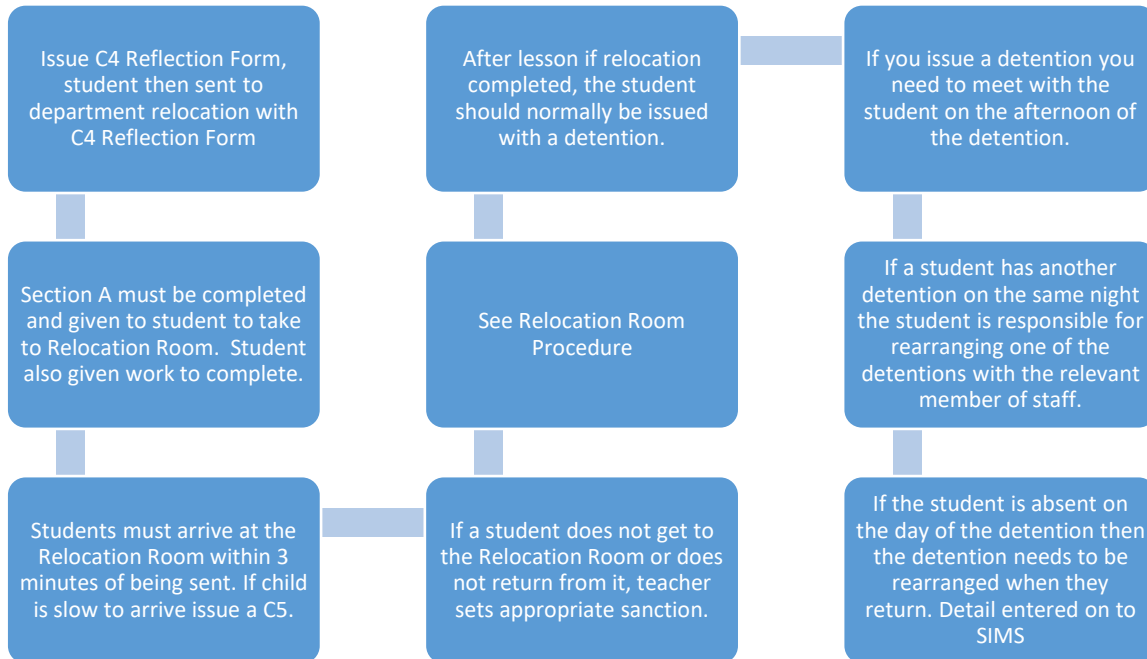 Issue C4 Reflection Form,
student then sent to
department relocation with
C4 Reflection Form
Section A must be completed
and given to student to take
to Relocation Room.  Student
also given work to complete.
Students must arrive at the
Relocation Room within 3
minutes of being sent. If child
is slow to arrive issue a C5.
If a student does not get to
the Relocation Room or does
not return from it, teacher
sets appropriate sanction.
See Relocation Room
Procedure
After lesson if relocation
completed, the student
should normally be issued
with a detention.
If you issue a detention you
need to meet with the
student on the afternoon of
the detention.
If a student has another
detention on the same night
the student is responsible for
rearranging one of the
detentions with the relevant
member of staff.
If the student is absent on
the day of the detention then
the detention needs to be
rearranged when they
return. Detail entered on to
SIMS